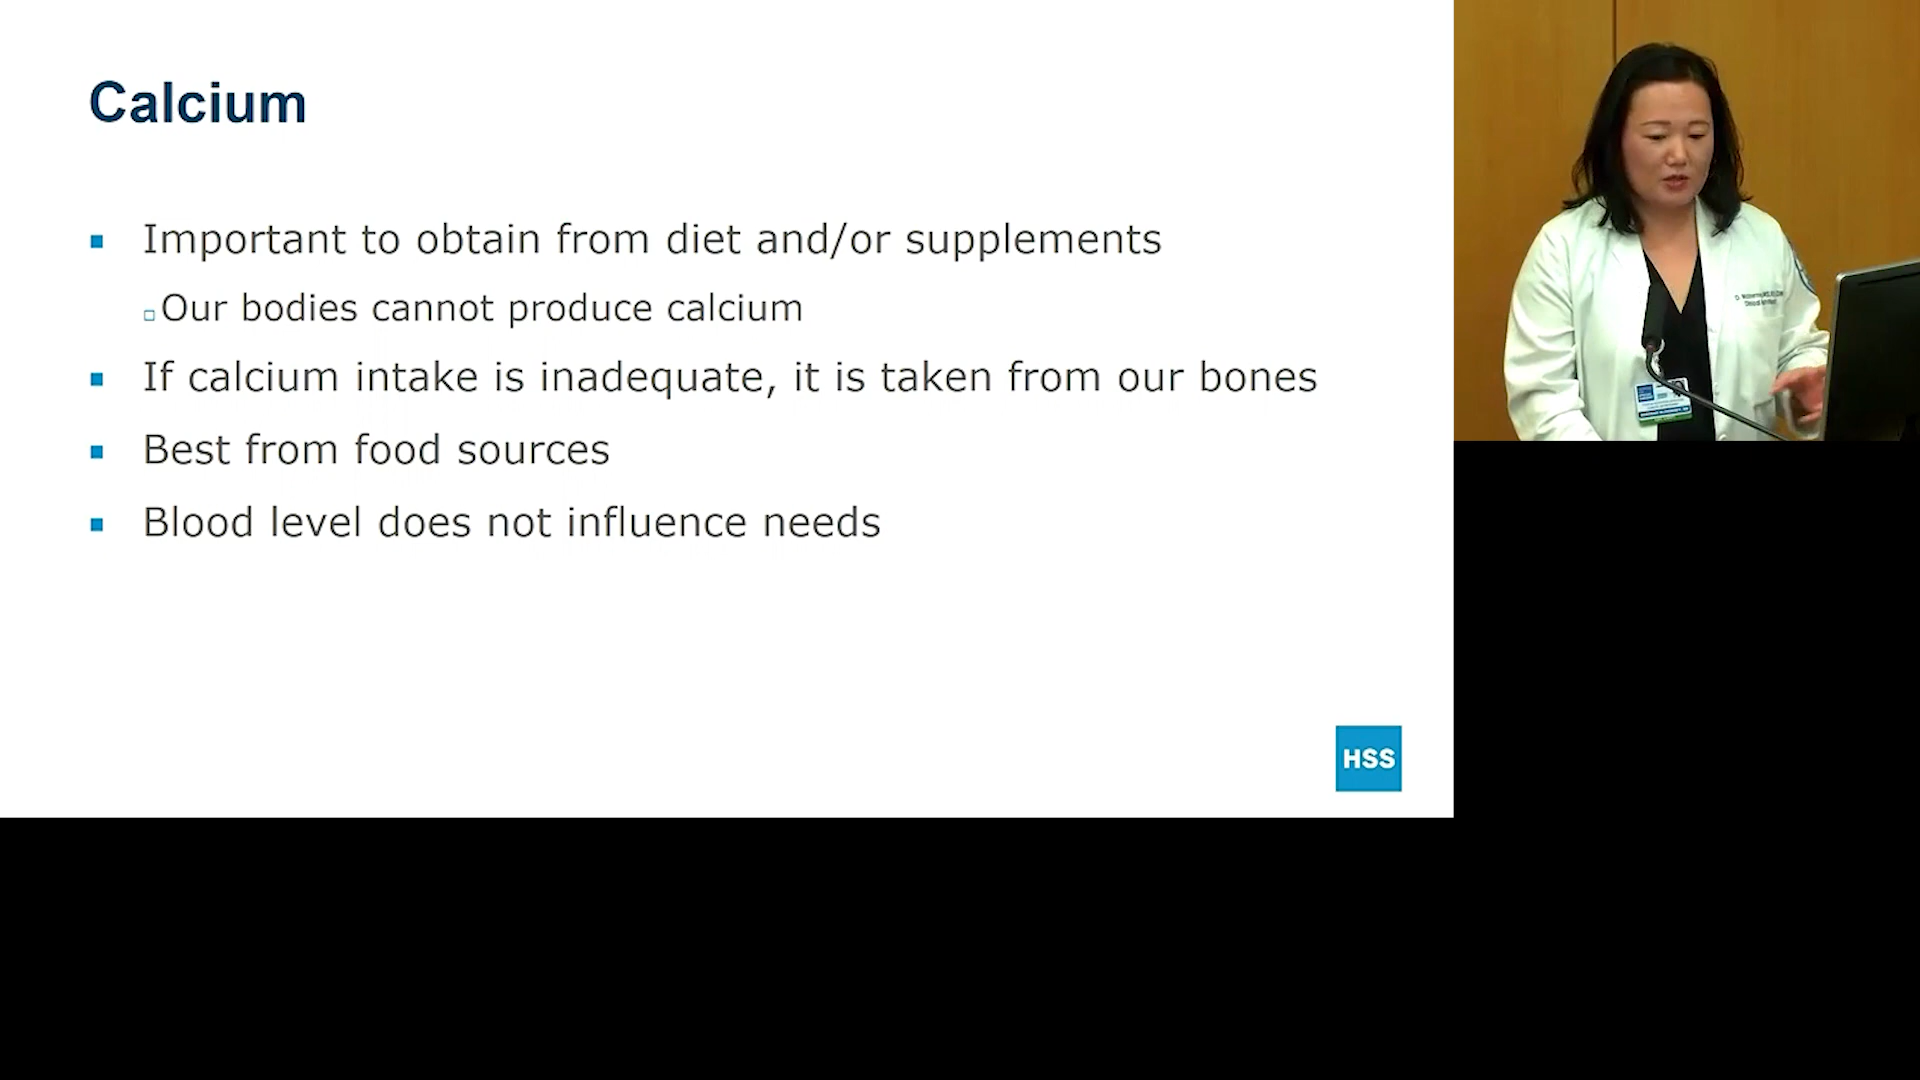 Calcium
Important to obtain from diet and/or supplements
Our bodies cannot produce calcium
If calcium intake is inadequate, it is taken from our bones
Best from food sources
Blood level does not influence needs
HSS